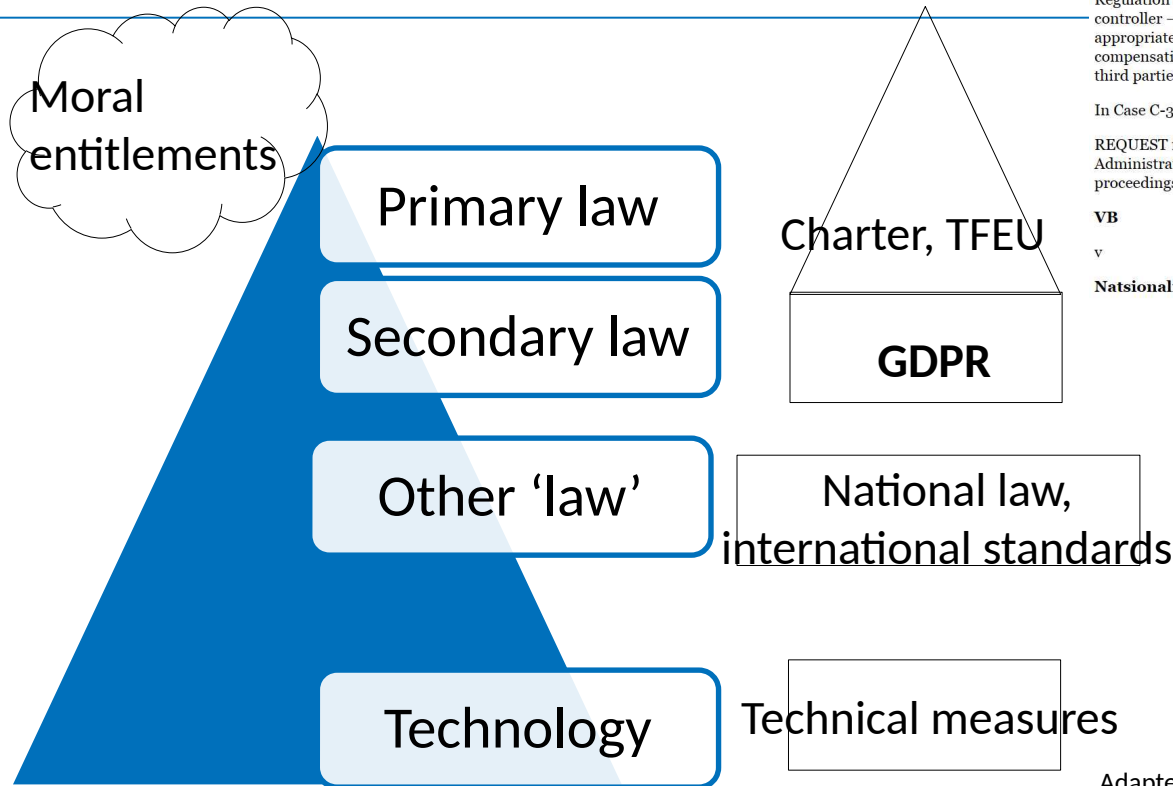 Moral
entitlements
Primary law
Secondary law
Other ‘law’
Technology
Charter, TFEU
GDPR
National law,
international standards
Technical measures
controller –
appropriate
compensati
third partie
In Case C-3
REQUEST
Administra
proceedings
VB
v
Natsional
Adapte